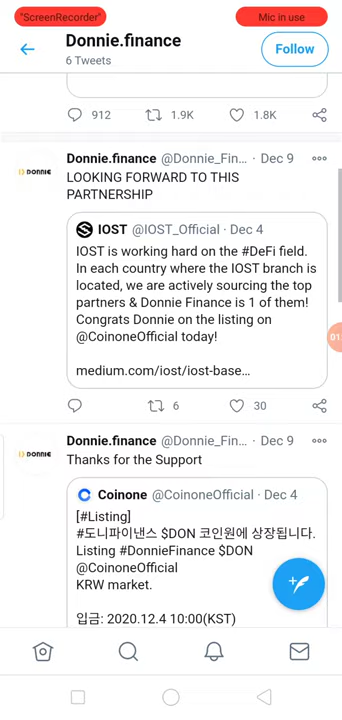 "ScreenRecorder"
Mic in use
Donnie.finance
6 Tweets
Follow
912
1.9K
1.8K
DONNIE
Donnie.finance @Donnie_Fin... · Dec 9
LOOKING FORWARD TO THIS
PARTNERSHIP
IOST @IOST_Official · Dec 4
IOST is working hard on the #DeFi field.
In each country where the IOST branch is
located, we are actively sourcing the top
partners & Donnie Finance is 1 of them!
Congrats Donnie on the listing on
@CoinoneOfficial today!
medium.com/iost/iost-base...
6
30
DONNIE
Donnie.finance @Donnie_Fin... · Dec 9
Thanks for the Support
Coinone @CoinoneOfficial · Dec 4
[#Listing]
#도니파이낸스 $DON 코인원에 상장됩니다.
Listing #DonnieFinance $DON
@CoinoneOfficial
KRW market.
입금: 2020.12.4 10:00(KST)